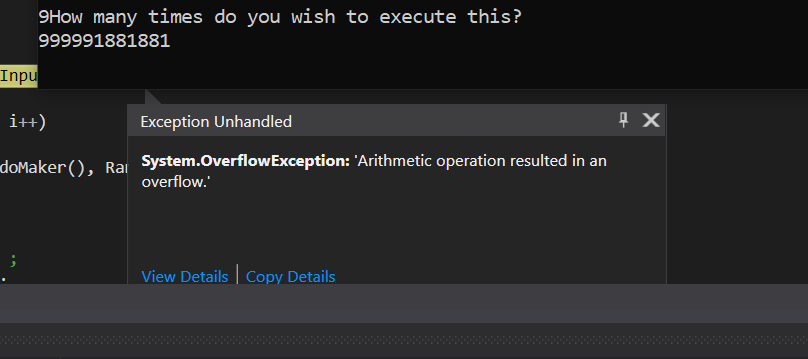 9How many times do you wish to execute this?
999991881881
Inpu
i++)
Exception Unhandled
System.OverflowException: 'Arithmetic operation resulted in an
overflow.'
doMaker(), Ran
;
.
View Details | Copy Details